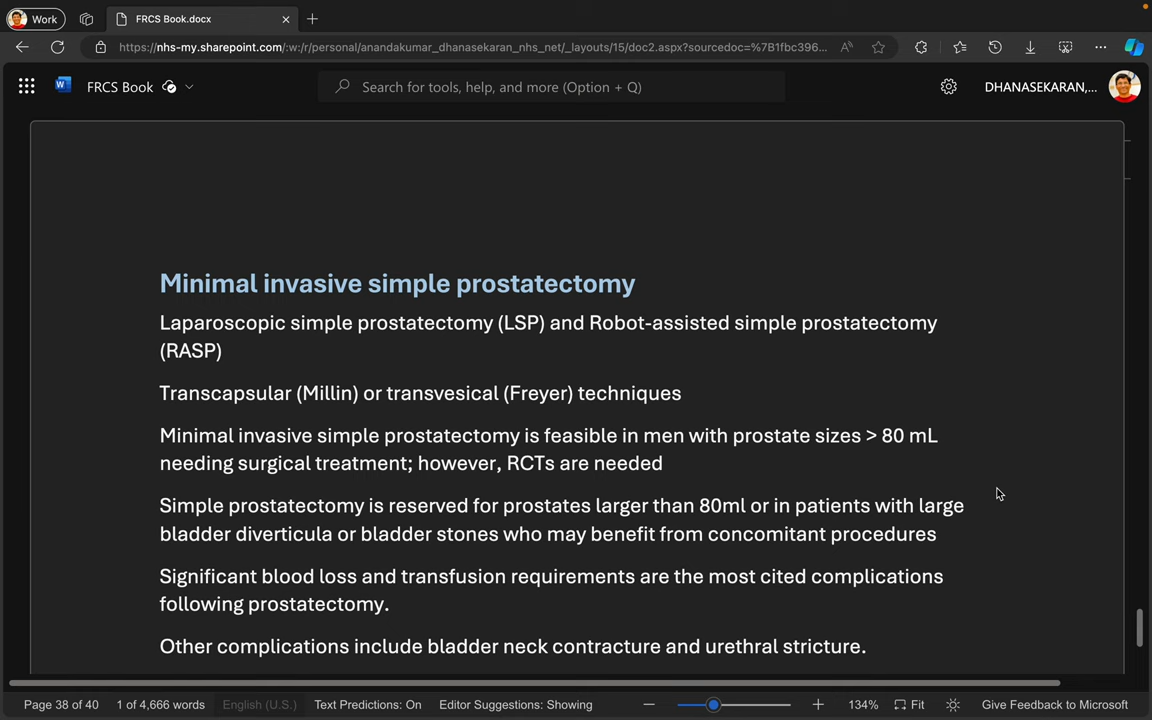 Work
FRCS Book.docx
https://nhs-my.sharepoint.com/:w:/r/personal/anandakumar_dhanasekaran_nhs_net/_layouts/15/doc2.aspx?sourcedoc=%7B1fbc396...
FRCS Book
Search for tools, help, and more (Option + Q)
DHANASEKARAN,...
Minimal invasive simple prostatectomy
Laparoscopic simple prostatectomy (LSP) and Robot-assisted simple prostatectomy
(RASP)
Transcapsular (Millin) or transvesical (Freyer) techniques
Minimal invasive simple prostatectomy is feasible in men with prostate sizes > 80 mL
needing surgical treatment; however, RCTs are needed
Simple prostatectomy is reserved for prostates larger than 80ml or in patients with large
bladder diverticula or bladder stones who may benefit from concomitant procedures
Significant blood loss and transfusion requirements are the most cited complications
following prostatectomy.
Other complications include bladder neck contracture and urethral stricture.
Page 38 of 40 1 of 4,666 words English (U.S.) Text Predictions: On Editor Suggestions: Showing 134% Fit Give Feedback to Microsoft